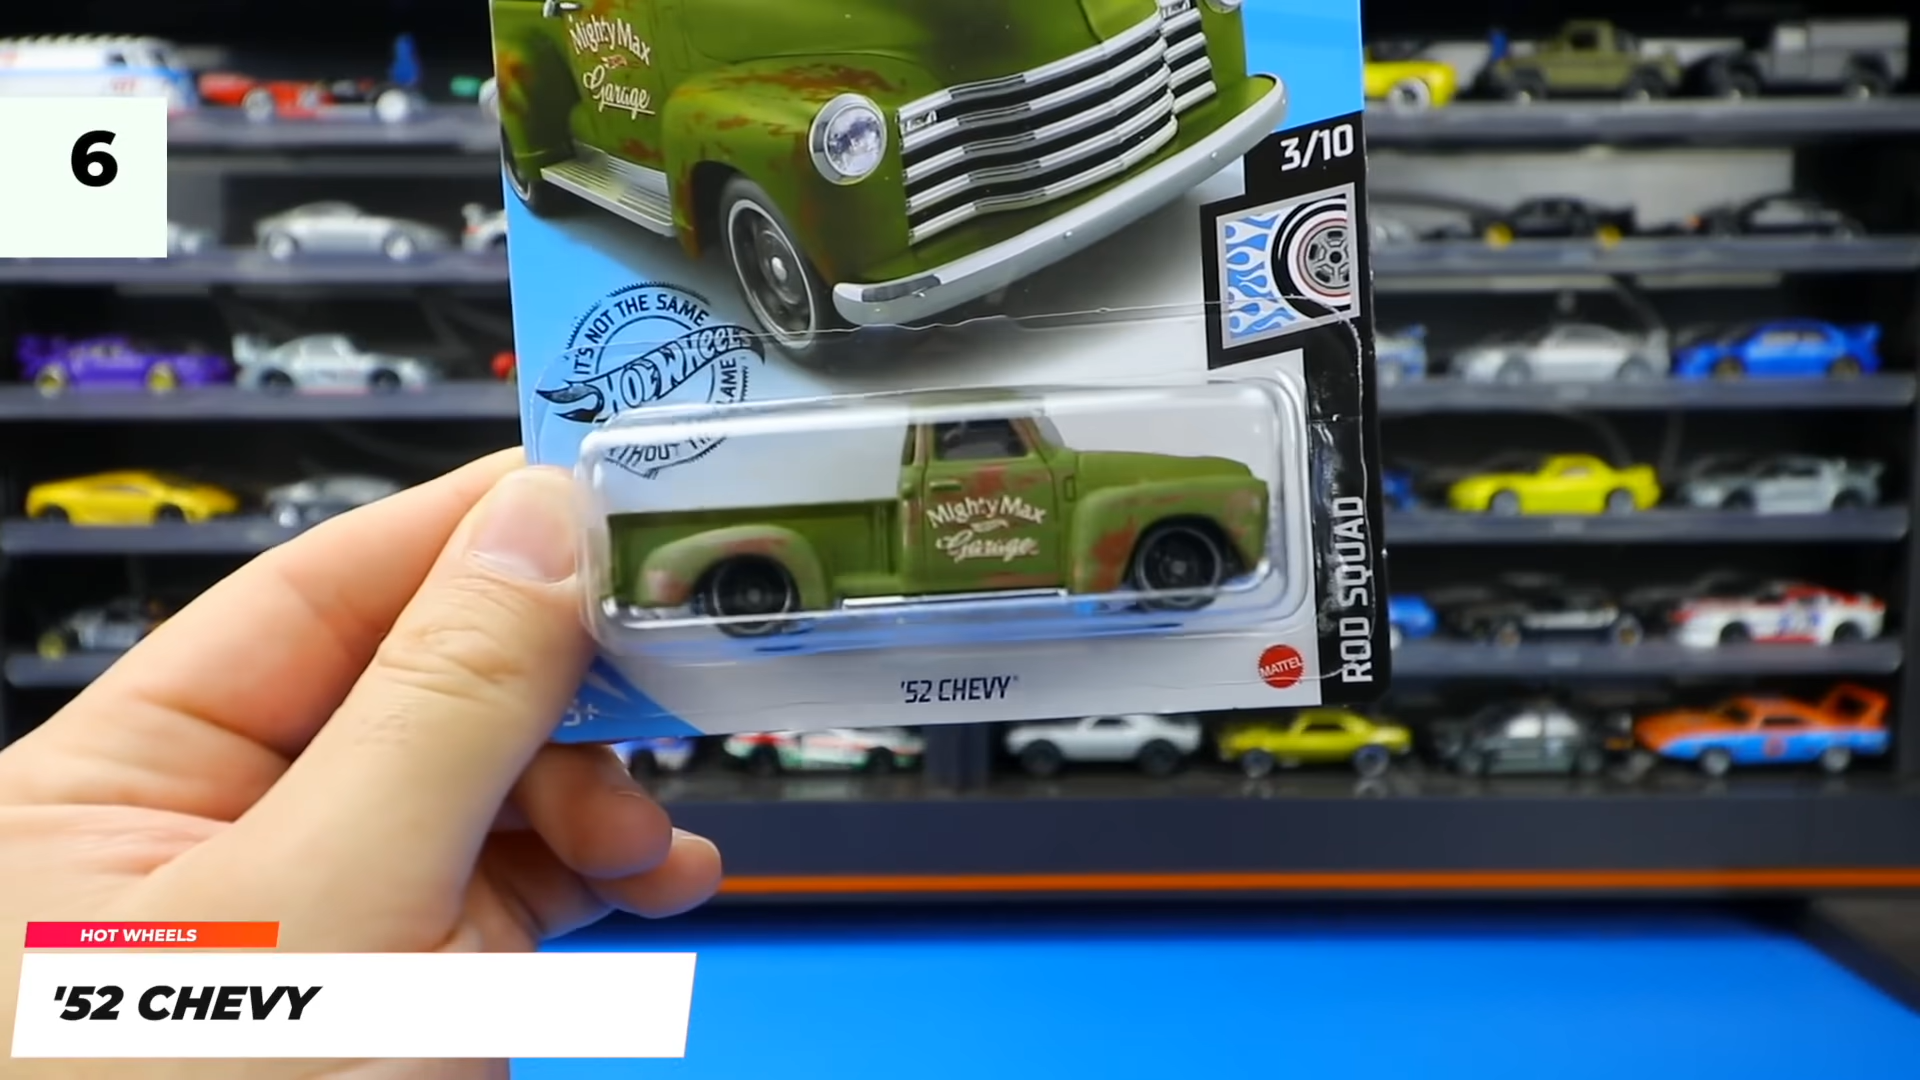 Mighty Max
Garage
6
3/10
IT'S NOT THE SAME
HOT WHEELS
Mighty Max
Garage
ROD SQUAD™
MATTEL
'52 CHEVY
HOT WHEELS
'52 CHEVY